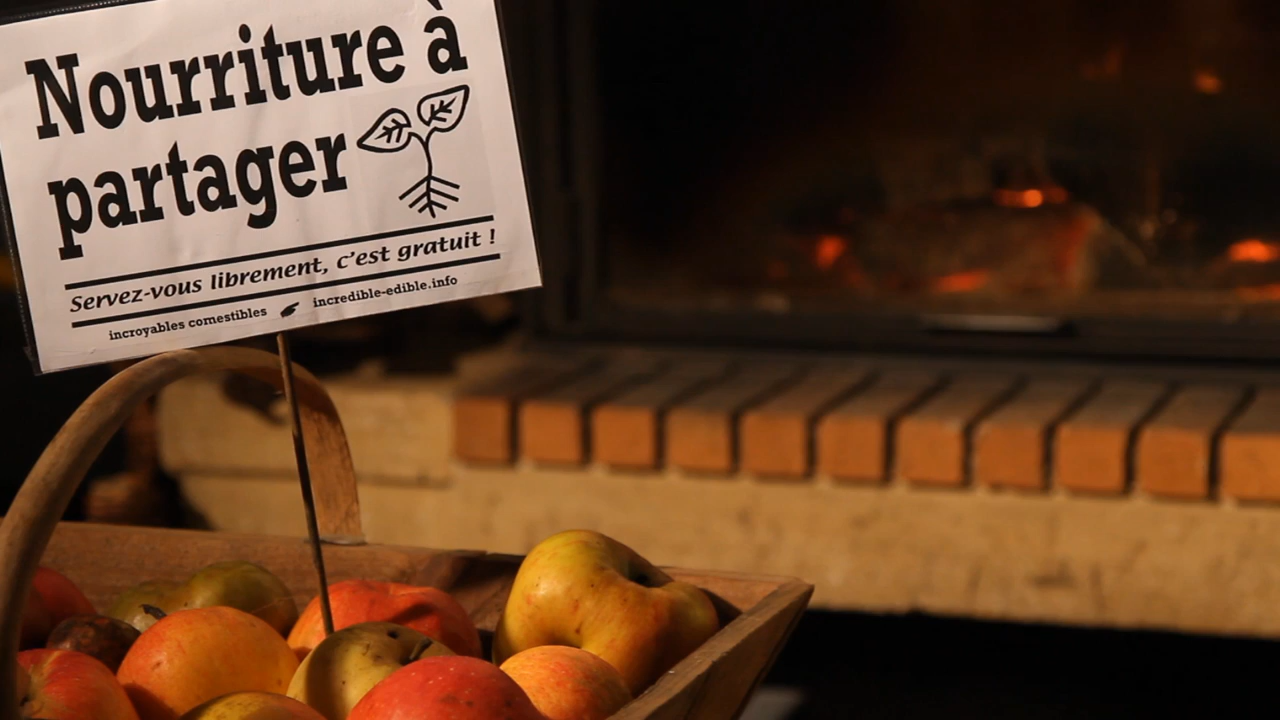 Nourriture à
partager
Servez-vous librement, c'est gratuit !
incroyables comestibles incredible-edible.info